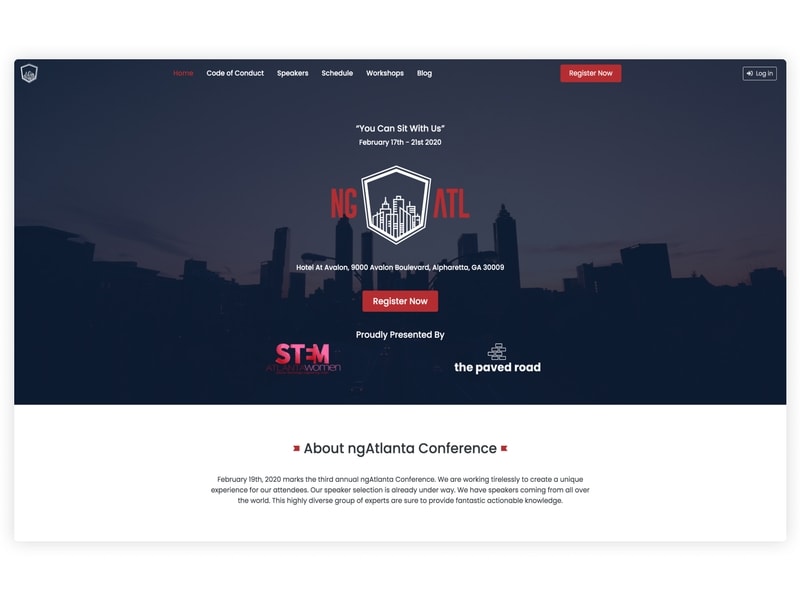 Home Code of Conduct Speakers Schedule Workshops Blog Register Now Log in
“You Can Sit With Us”
February 17th - 21st 2020
NG ATL
Hotel At Avalon, 9000 Avalon Boulevard, Alpharetta, GA 30009
Register Now
Proudly Presented By
STEM
ATLANTA women
the paved road
About ngAtlanta Conference
February 19th, 2020 marks the third annual ngAtlanta Conference. We are working tirelessly to create a unique
experience for our attendees. Our speaker selection is already under way. We have speakers coming from all over
the world. This highly diverse group of experts are sure to provide fantastic actionable knowledge.